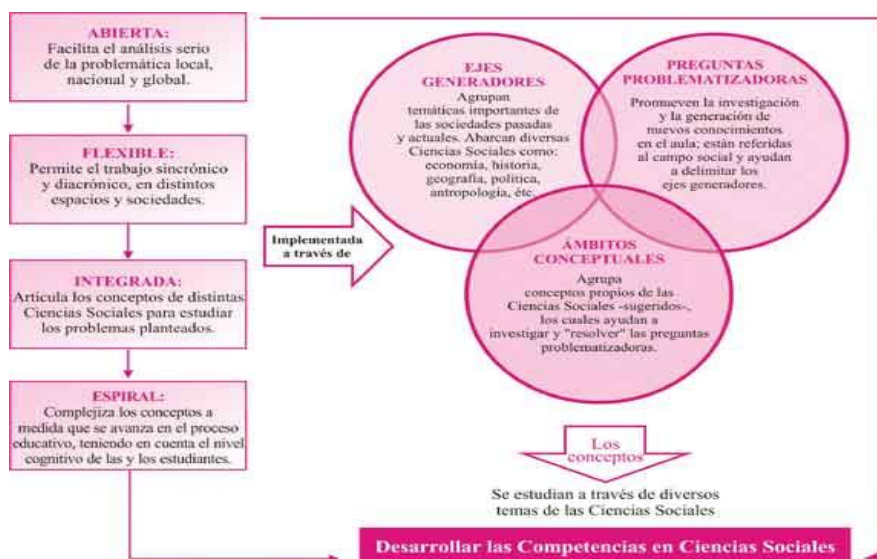 ABIERTA:
Facilita el análisis serio
de la problemática local,
nacional y global.
FLEXIBLE:
Permite el trabajo sincrónico
y diacrónico, en distintos
espacios y sociedades.
INTEGRADA:
Articula los conceptos de distintas
Ciencias Sociales para estudiar
los problemas planteados.
ESPIRAL:
Complejiza los conceptos a
medida que se avanza en el proceso
educativo, teniendo en cuenta el nivel
cognitivo de las y los estudiantes.
Implementada
a través de
EJES
GENERADORES
Agrupan
temáticas importantes de
las sociedades pasadas
y actuales. Abarcan diversas
Ciencias Sociales como:
economía, historia,
geografía, política,
antropología, étc.
PREGUNTAS
PROBLEMATIZADORAS
Promueven la investigación
y la generación de
nuevos conocimientos
en el aula; están referidas
al campo social y ayudan
a delimitar los
ejes generadores.
ÁMBITOS
CONCEPTUALES
Agrupa
conceptos propios de las
Ciencias Sociales -sugeridos-,
los cuales ayudan a
investigar y "resolver" las preguntas
problematizadoras.
Los
conceptos
Se estudian a través de diversos
temas de las Ciencias Sociales
Desarrollar las Competencias en Ciencias Sociales